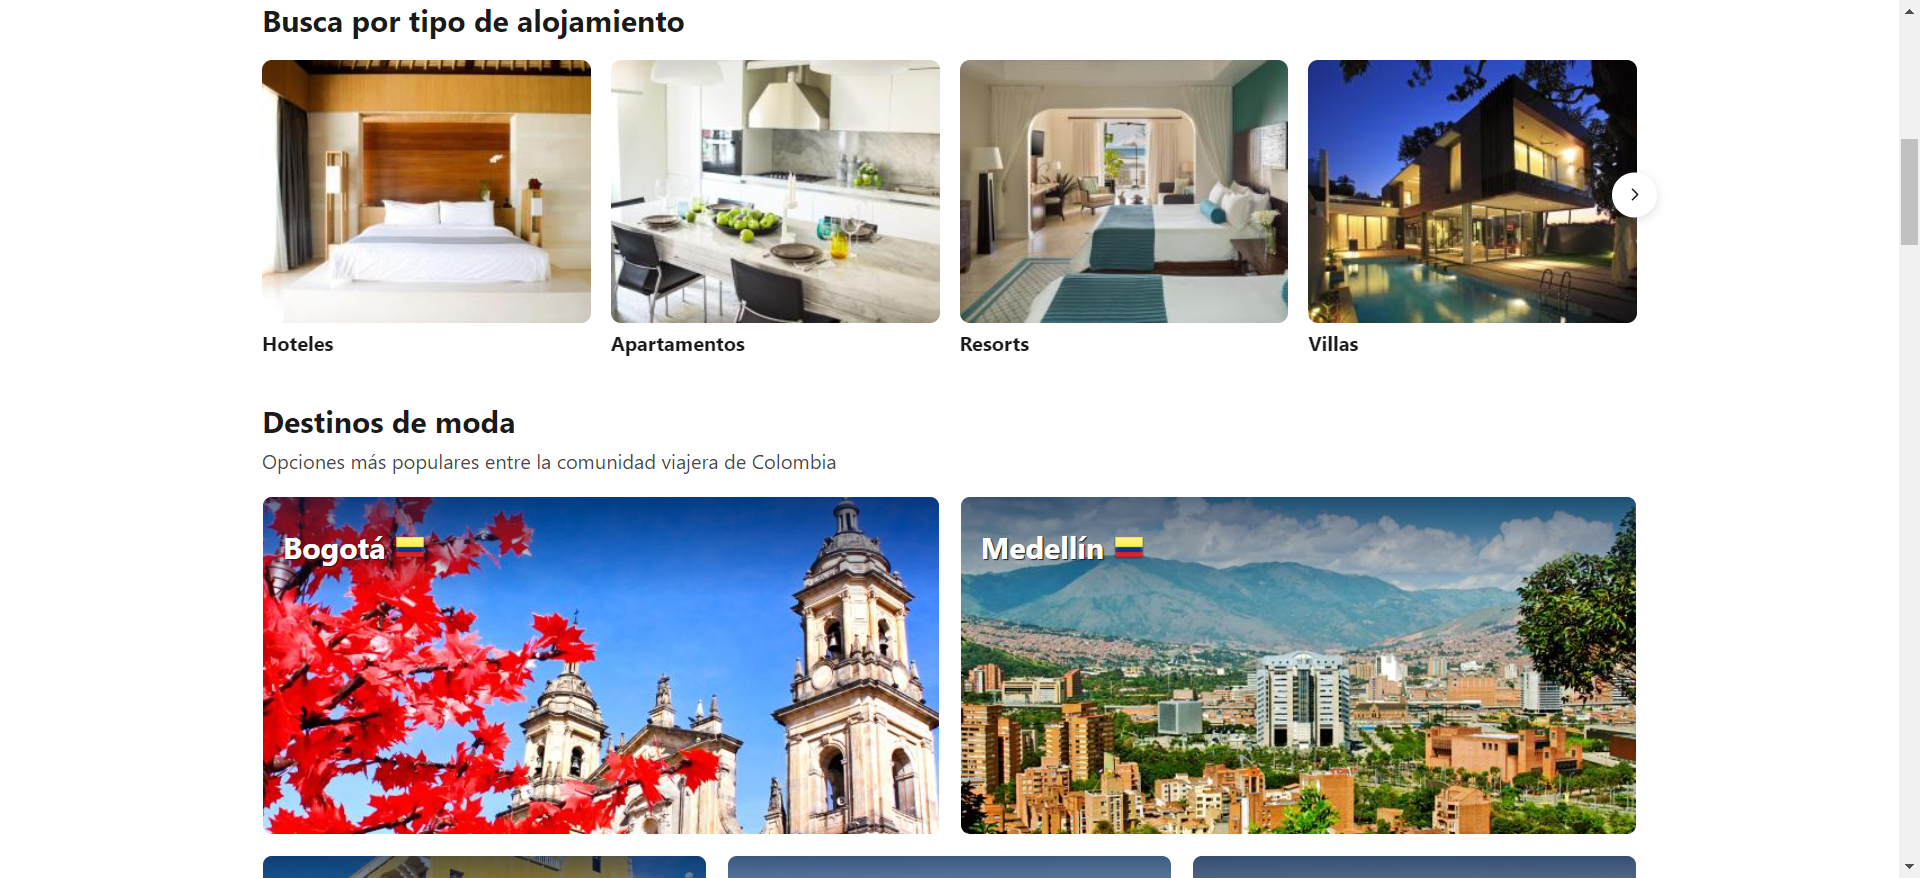 Busca por tipo de alojamiento
Hoteles
Apartamentos
Resorts
Villas
Destinos de moda
Opciones más populares entre la comunidad viajera de Colombia
Bogotá
Medellín